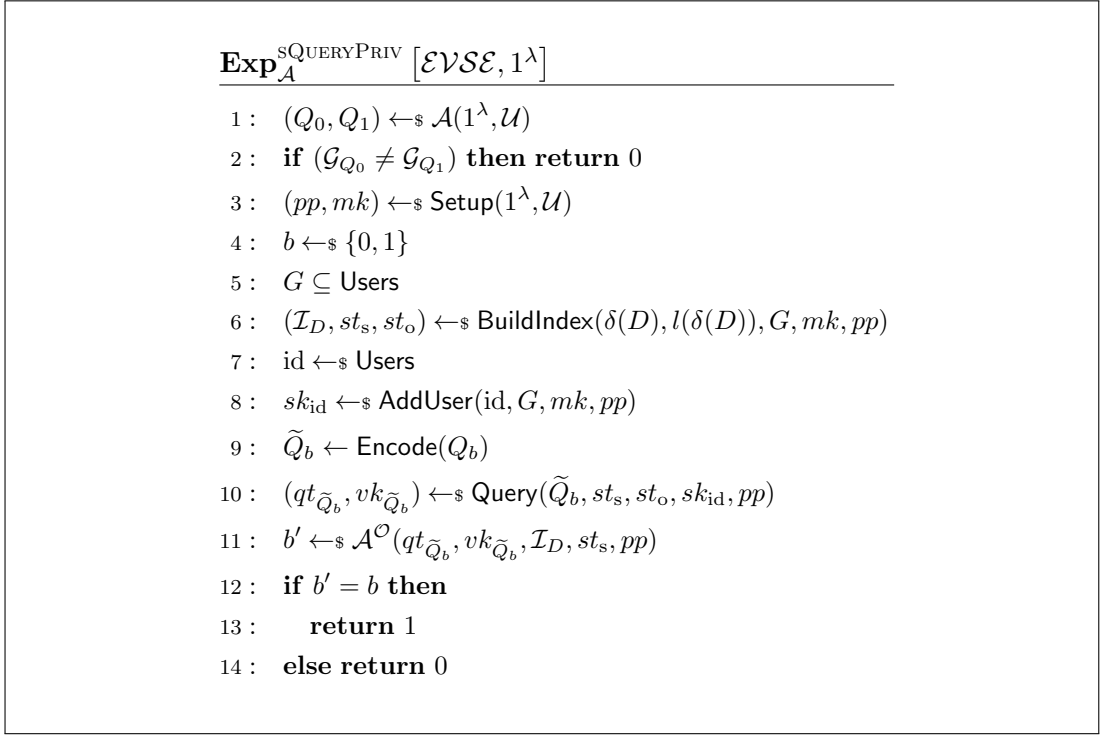 Exp_𝒜^{sQueryPriv} [ℰ𝒱𝒮ℰ, 1^λ]
1 : (Q_0, Q_1) ←$ 𝒜(1^λ, 𝒰)
2 : if (𝒢_{Q_0} ≠ 𝒢_{Q_1}) then return 0
3 : (pp, mk) ←$ Setup(1^λ, 𝒰)
4 : b ←$ {0, 1}
5 : G ⊆ Users
6 : (ℐ_D, st_s, st_o) ←$ BuildIndex(δ(D), l(δ(D)), G, mk, pp)
7 : id ←$ Users
8 : sk_id ←$ AddUser(id, G, mk, pp)
9 : Q̃_b ← Encode(Q_b)
10 : (qt_{Q̃_b}, vk_{Q̃_b}) ←$ Query(Q̃_b, st_s, st_o, sk_id, pp)
11 : b′ ←$ 𝒜^𝒪(qt_{Q̃_b}, vk_{Q̃_b}, ℐ_D, st_s, pp)
12 : if b′ = b then
13 : return 1
14 : else return 0